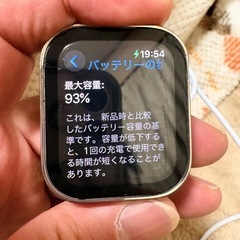 19:54
バッテリーの
最大容量:
93%
これは、新品時と比較
したバッテリー容量の基
準です。容量が低下する
と、1回の充電で使用でき
る時間が短くなることが
あります。